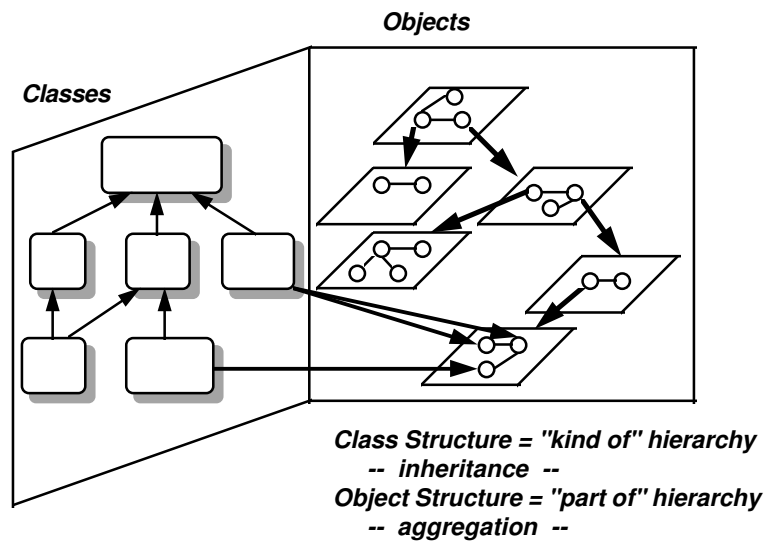 Objects
Classes
Class Structure = "kind of" hierarchy
-- inheritance --
Object Structure = "part of" hierarchy
-- aggregation --